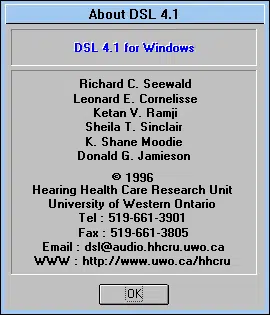 About DSL 4.1
DSL 4.1 for Windows
Richard C. Seewald
Leonard E. Cornelisse
Ketan V. Ramji
Sheila T. Sinclair
K. Shane Moodie
Donald G. Jamieson
© 1996
Hearing Health Care Research Unit
University of Western Ontario
Tel : 519-661-3901
Fax : 519-661-3805
Email : dsl@audio.hhcru.uwo.ca
WWW : http://www.uwo.ca/hhcru
OK